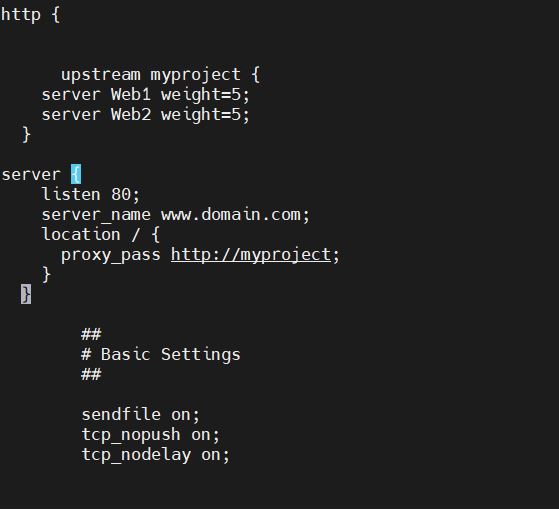 http {
upstream myproject {
server Web1 weight=5;
server Web2 weight=5;
}
server {
listen 80;
server_name www.domain.com;
location / {
proxy_pass http://myproject;
}
}
##
# Basic Settings
##
sendfile on;
tcp_nopush on;
tcp_nodelay on;